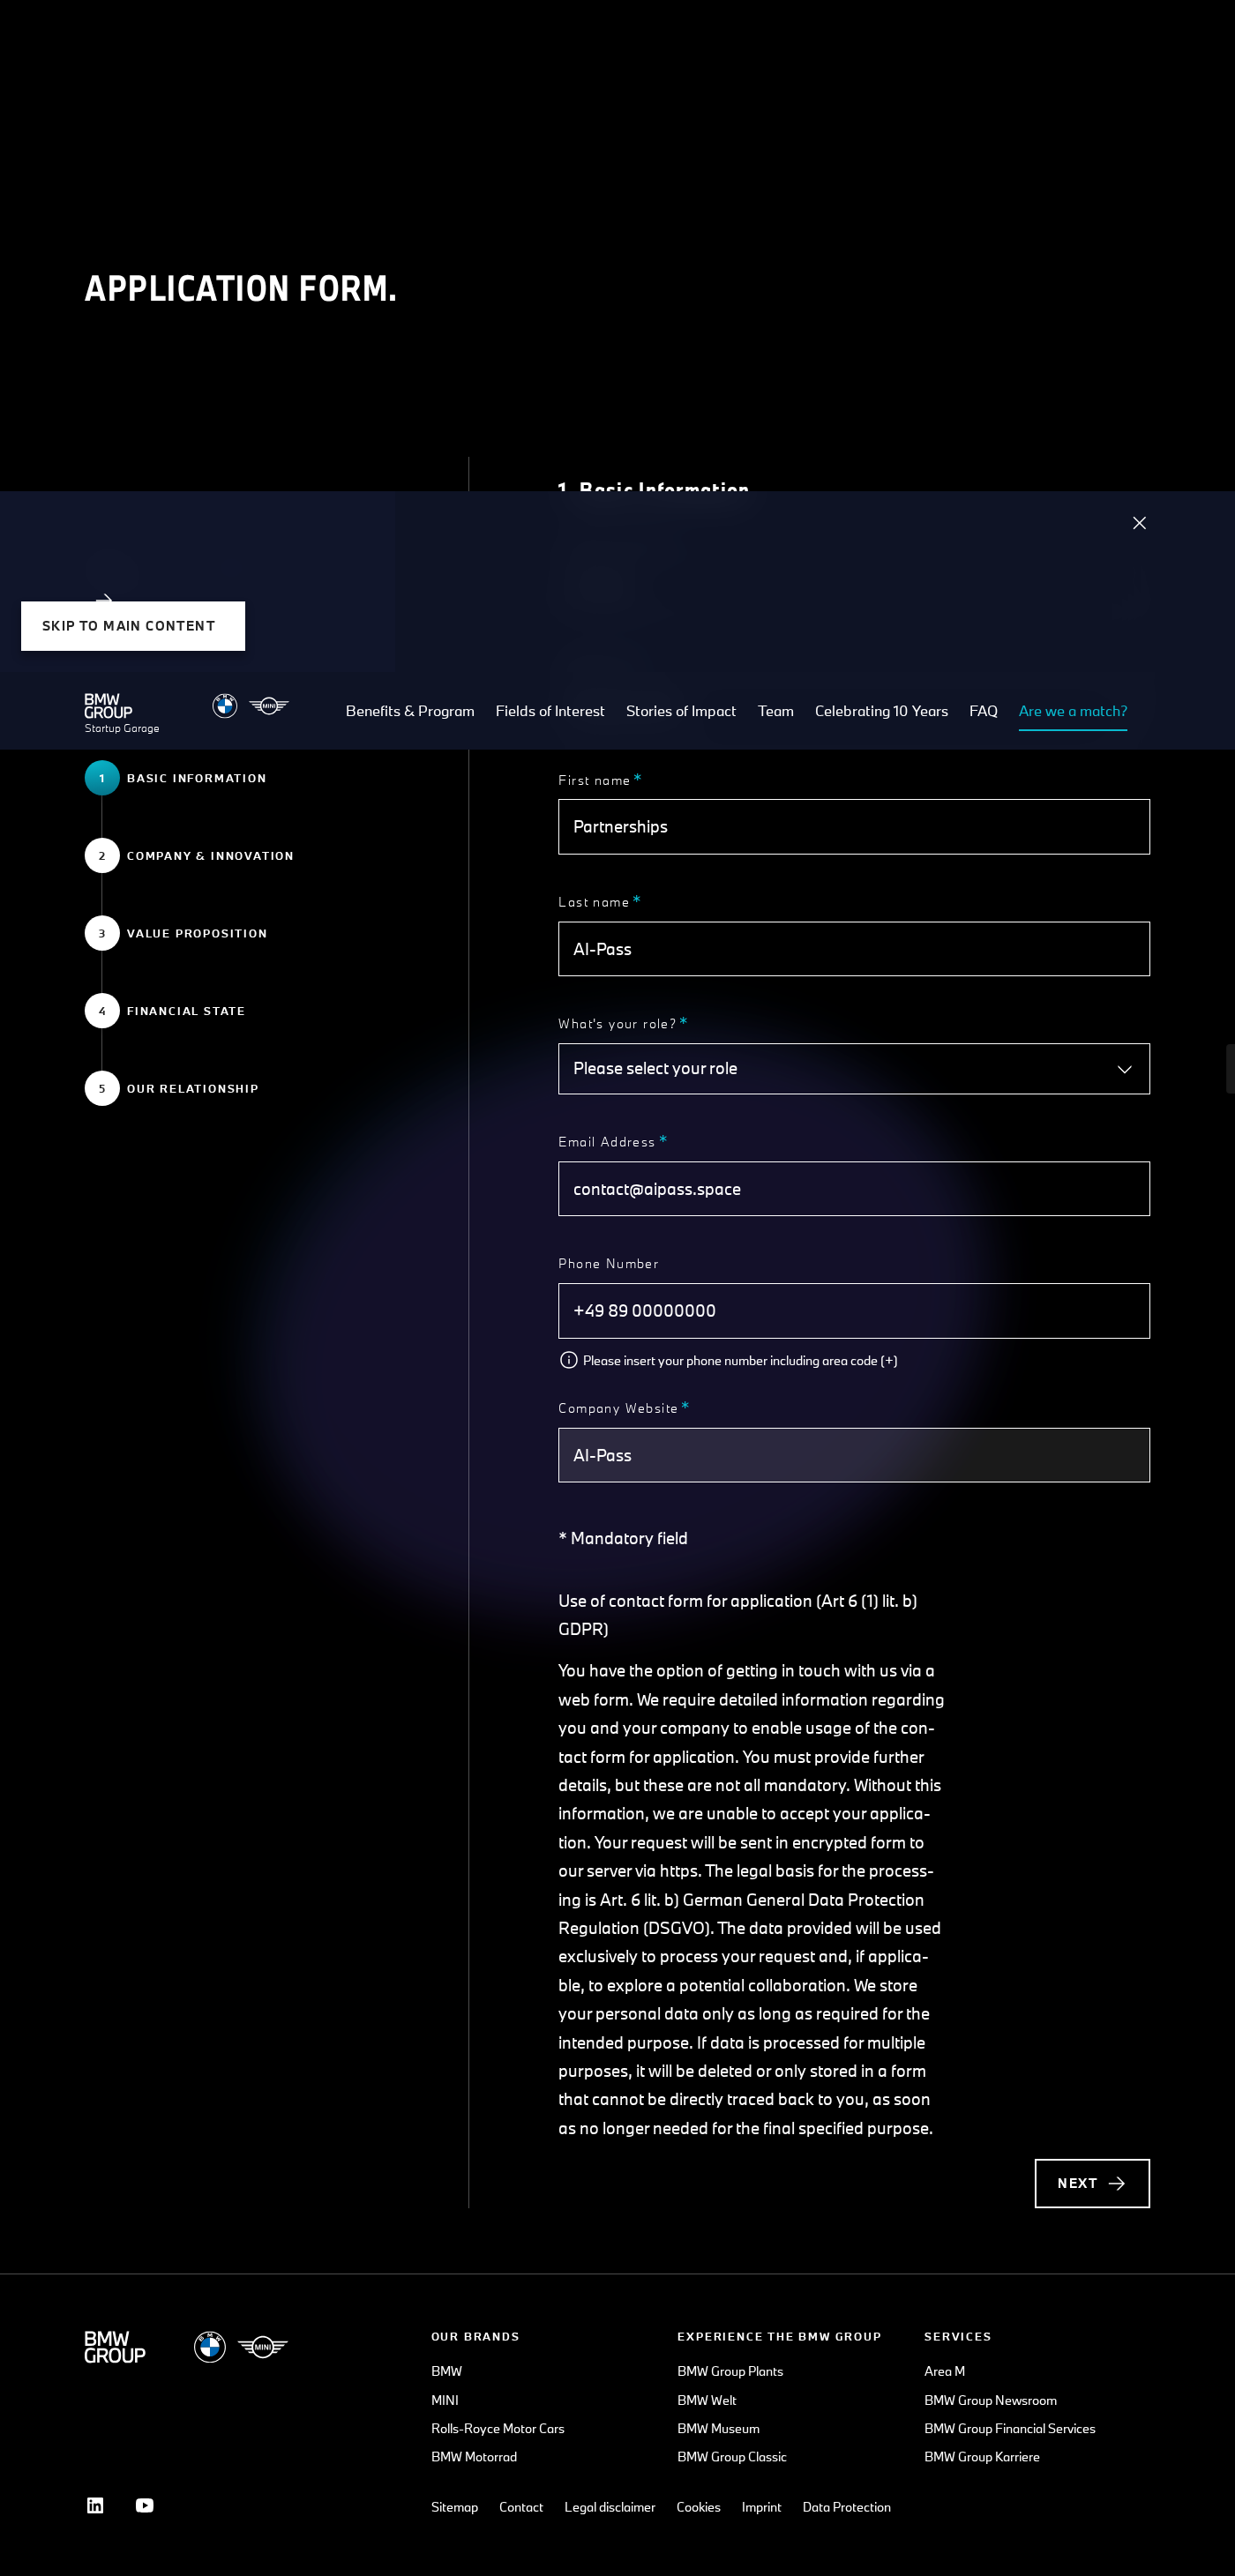 APPLICATION FORM.
1. Basic Information
SKIP TO MAIN CONTENT
BMW
GROUP
Startup Garage
BMW
MINI
Benefits & Program
Fields of Interest
Stories of Impact
Team
Celebrating 10 Years
FAQ
Are we a match?
1 BASIC INFORMATION
2 COMPANY & INNOVATION
3 VALUE PROPOSITION
4 FINANCIAL STATE
5 OUR RELATIONSHIP
First name *
Partnerships
Last name *
AI-Pass
What's your role? *
Please select your role
Email Address *
contact@aipass.space
Phone Number
+49 89 00000000
Please insert your phone number including area code (+)
Company Website *
AI-Pass
* Mandatory field
Use of contact form for application (Art 6 (1) lit. b)
GDPR)
You have the option of getting in touch with us via a
web form. We require detailed information regarding
you and your company to enable usage of the con-
tact form for application. You must provide further
details, but these are not all mandatory. Without this
information, we are unable to accept your applica-
tion. Your request will be sent in encrypted form to
our server via https. The legal basis for the process-
ing is Art. 6 lit. b) German General Data Protection
Regulation (DSGVO). The data provided will be used
exclusively to process your request and, if applica-
ble, to explore a potential collaboration. We store
your personal data only as long as required for the
intended purpose. If data is processed for multiple
purposes, it will be deleted or only stored in a form
that cannot be directly traced back to you, as soon
as no longer needed for the final specified purpose.
NEXT
BMW
GROUP
BMW
MINI
OUR BRANDS
BMW
MINI
Rolls-Royce Motor Cars
BMW Motorrad
EXPERIENCE THE BMW GROUP
BMW Group Plants
BMW Welt
BMW Museum
BMW Group Classic
SERVICES
Area M
BMW Group Newsroom
BMW Group Financial Services
BMW Group Karriere
in
Sitemap
Contact
Legal disclaimer
Cookies
Imprint
Data Protection